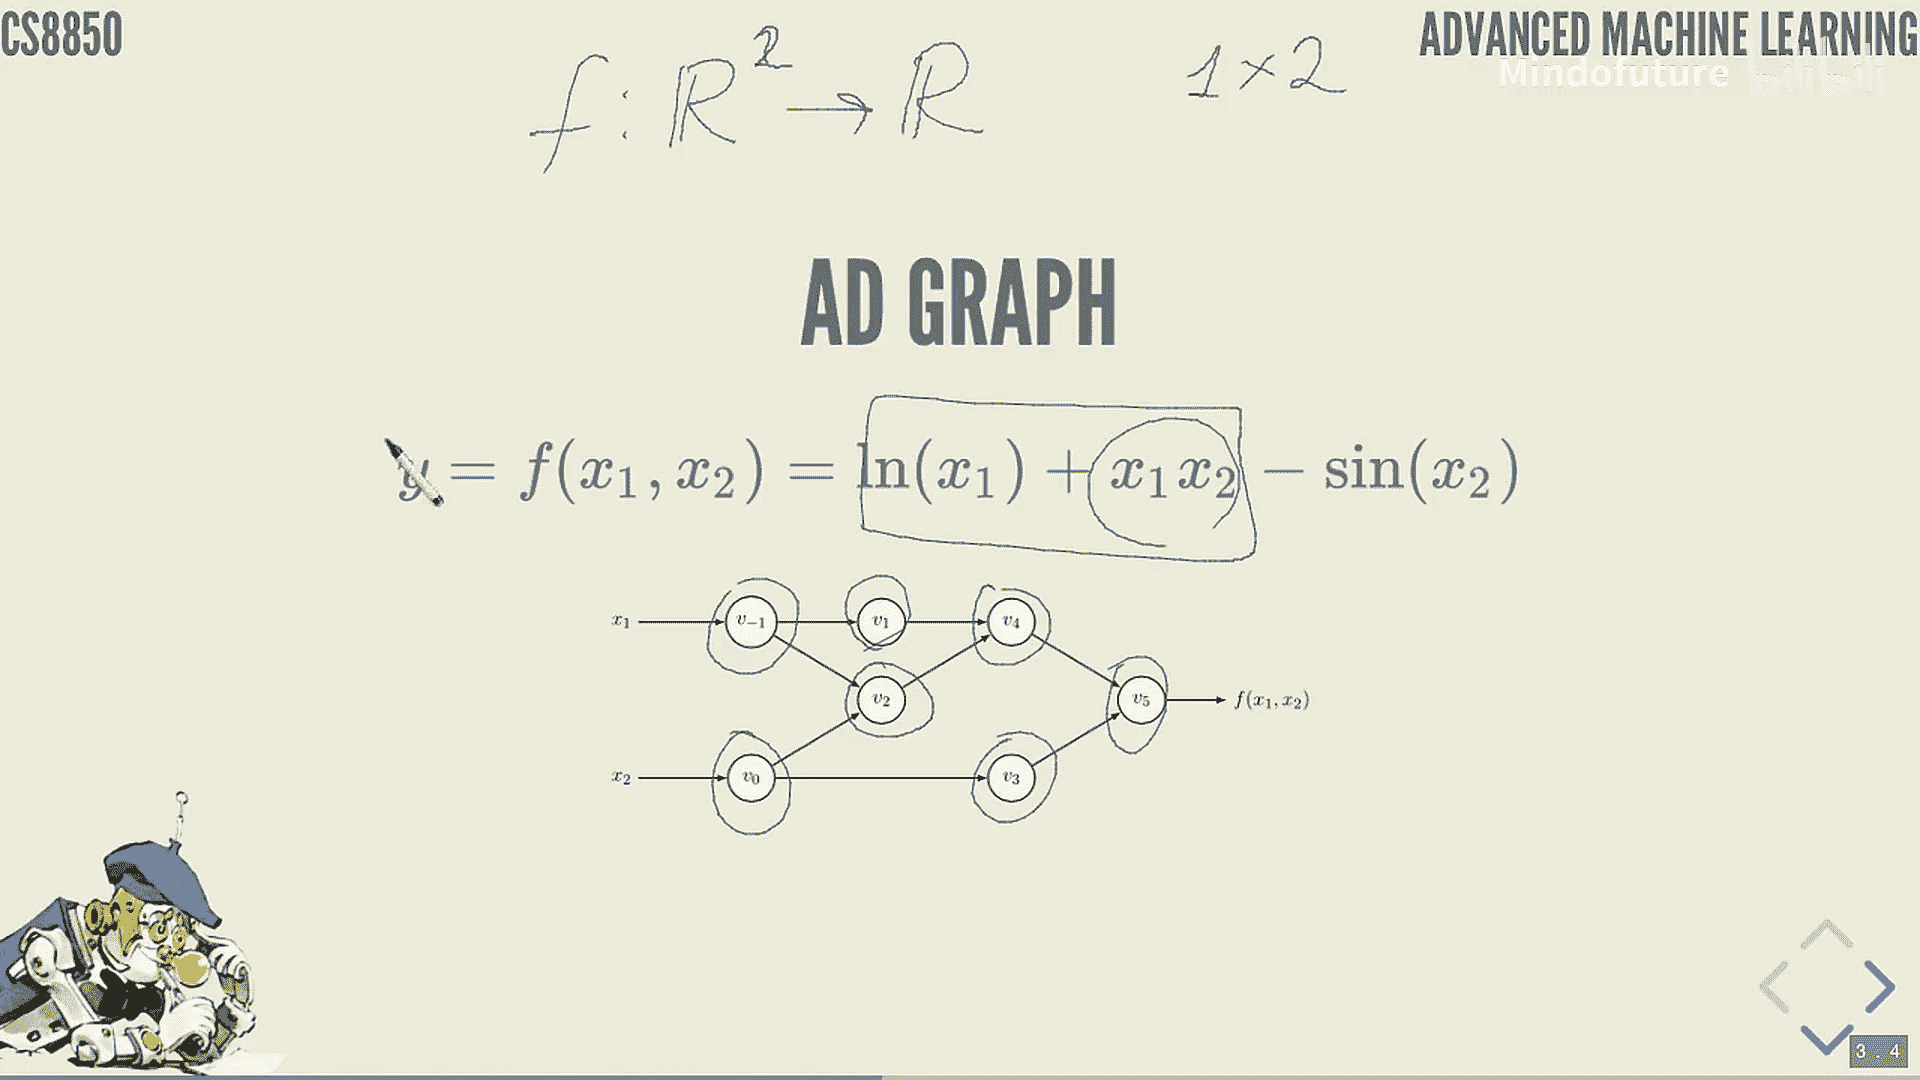 CS8850
ADVANCED MACHINE LEARNING
Mindofuture bilibili
f: ℝ² → ℝ
1×2
AD GRAPH
y = f(x₁, x₂) = ln(x₁) + x₁x₂ − sin(x₂)
x₁ v₋₁ v₁ v₄
v₂ v₅ f(x₁, x₂)
x₂ v₀ v₃
3.4